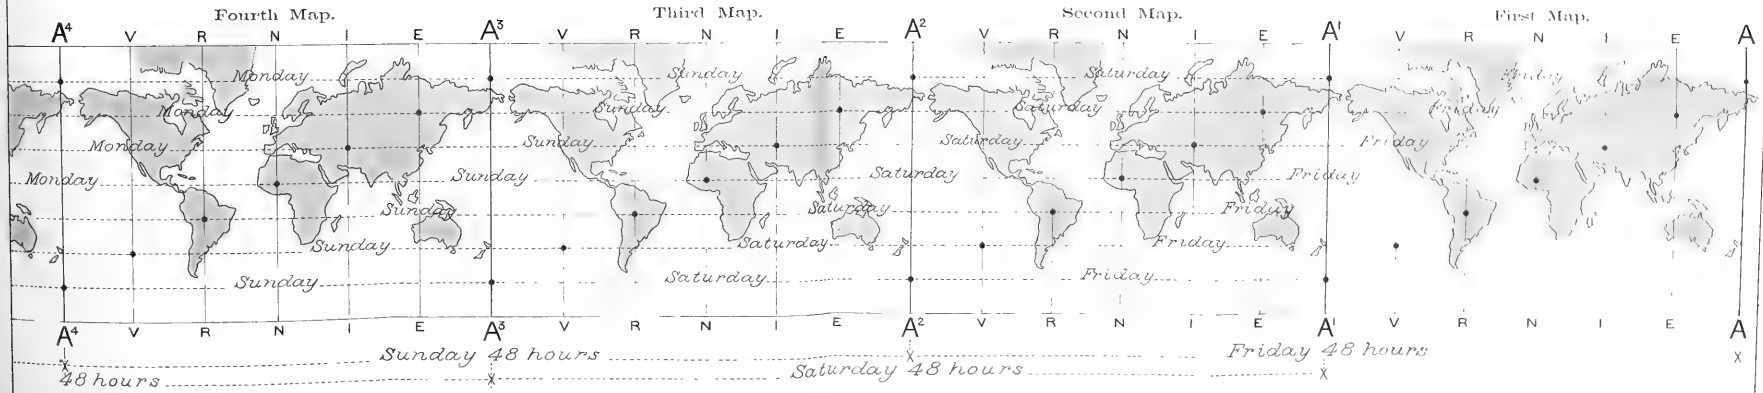 Fourth Map. Third Map. Second Map. First Map.
A⁴ V R N I E A³ V R N I E A² V R N I E A¹ V R N I E A
Monday Sunday Saturday Friday
Monday Sunday Saturday Friday
Monday Sunday Saturday Friday
Monday Sunday Saturday Friday
Sunday Saturday Friday
Sunday Saturday Friday
Sunday Saturday Friday
A⁴ V R N I E A³ V R N I E A² V R N I E A¹ V R N I E A
X Sunday 48 hours X Friday 48 hours X
48 hours X Saturday 48 hours X